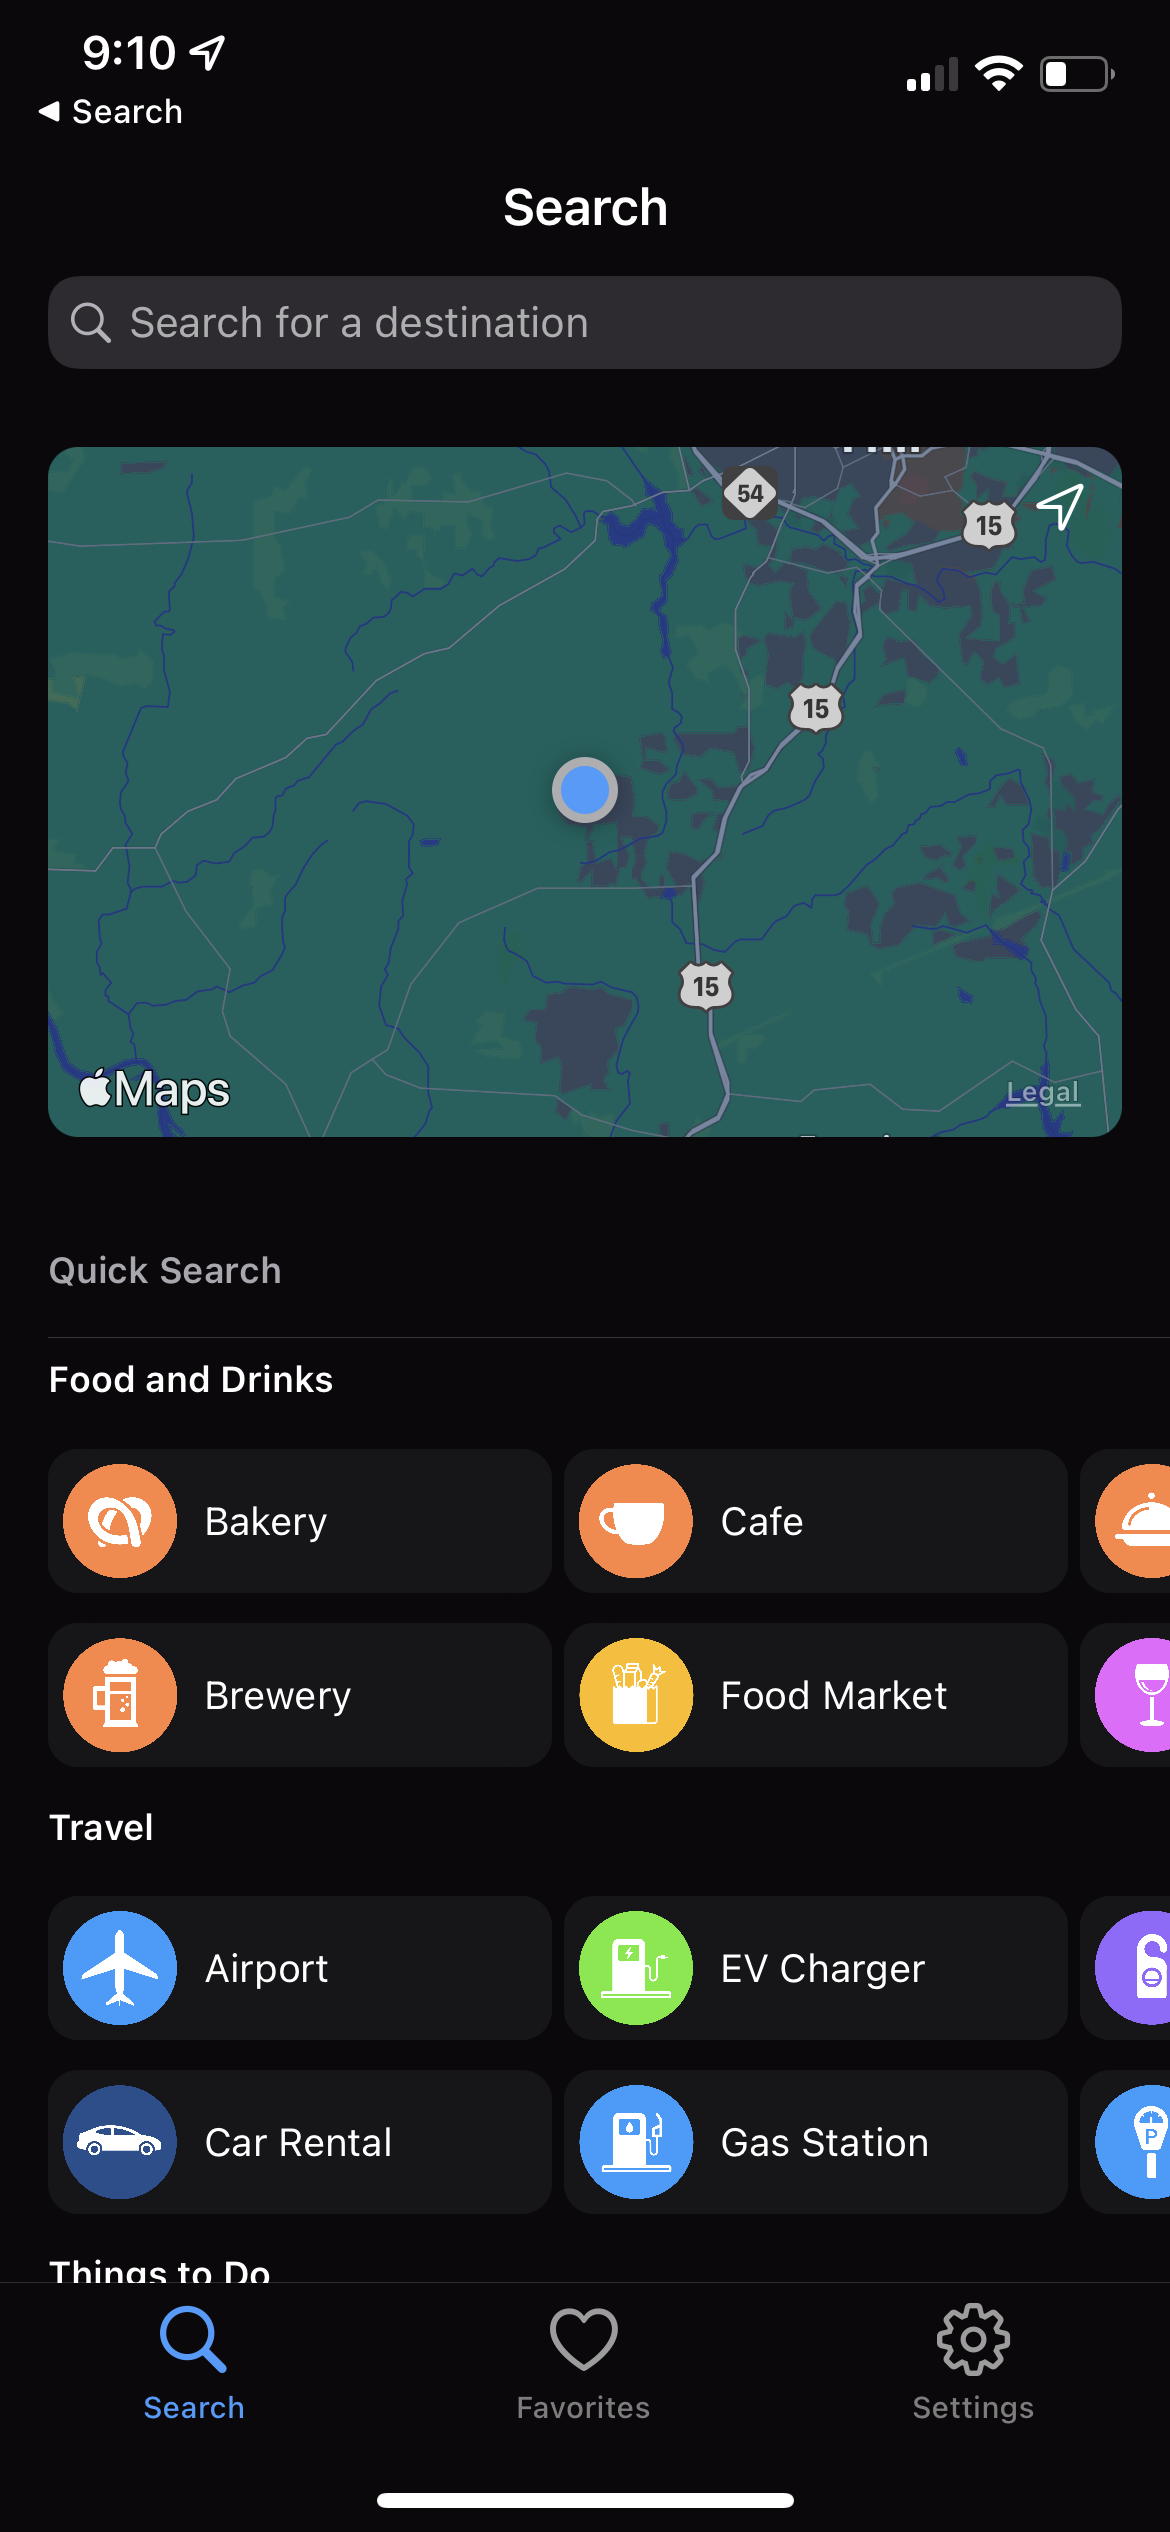 9:10
Search
Search
Search for a destination
54
15
15
15
Maps
Legal
Quick Search
Food and Drinks
Bakery
Cafe
Brewery
Food Market
Travel
Airport
EV Charger
Car Rental
Gas Station
P
Things to Do
Search
Favorites
Settings